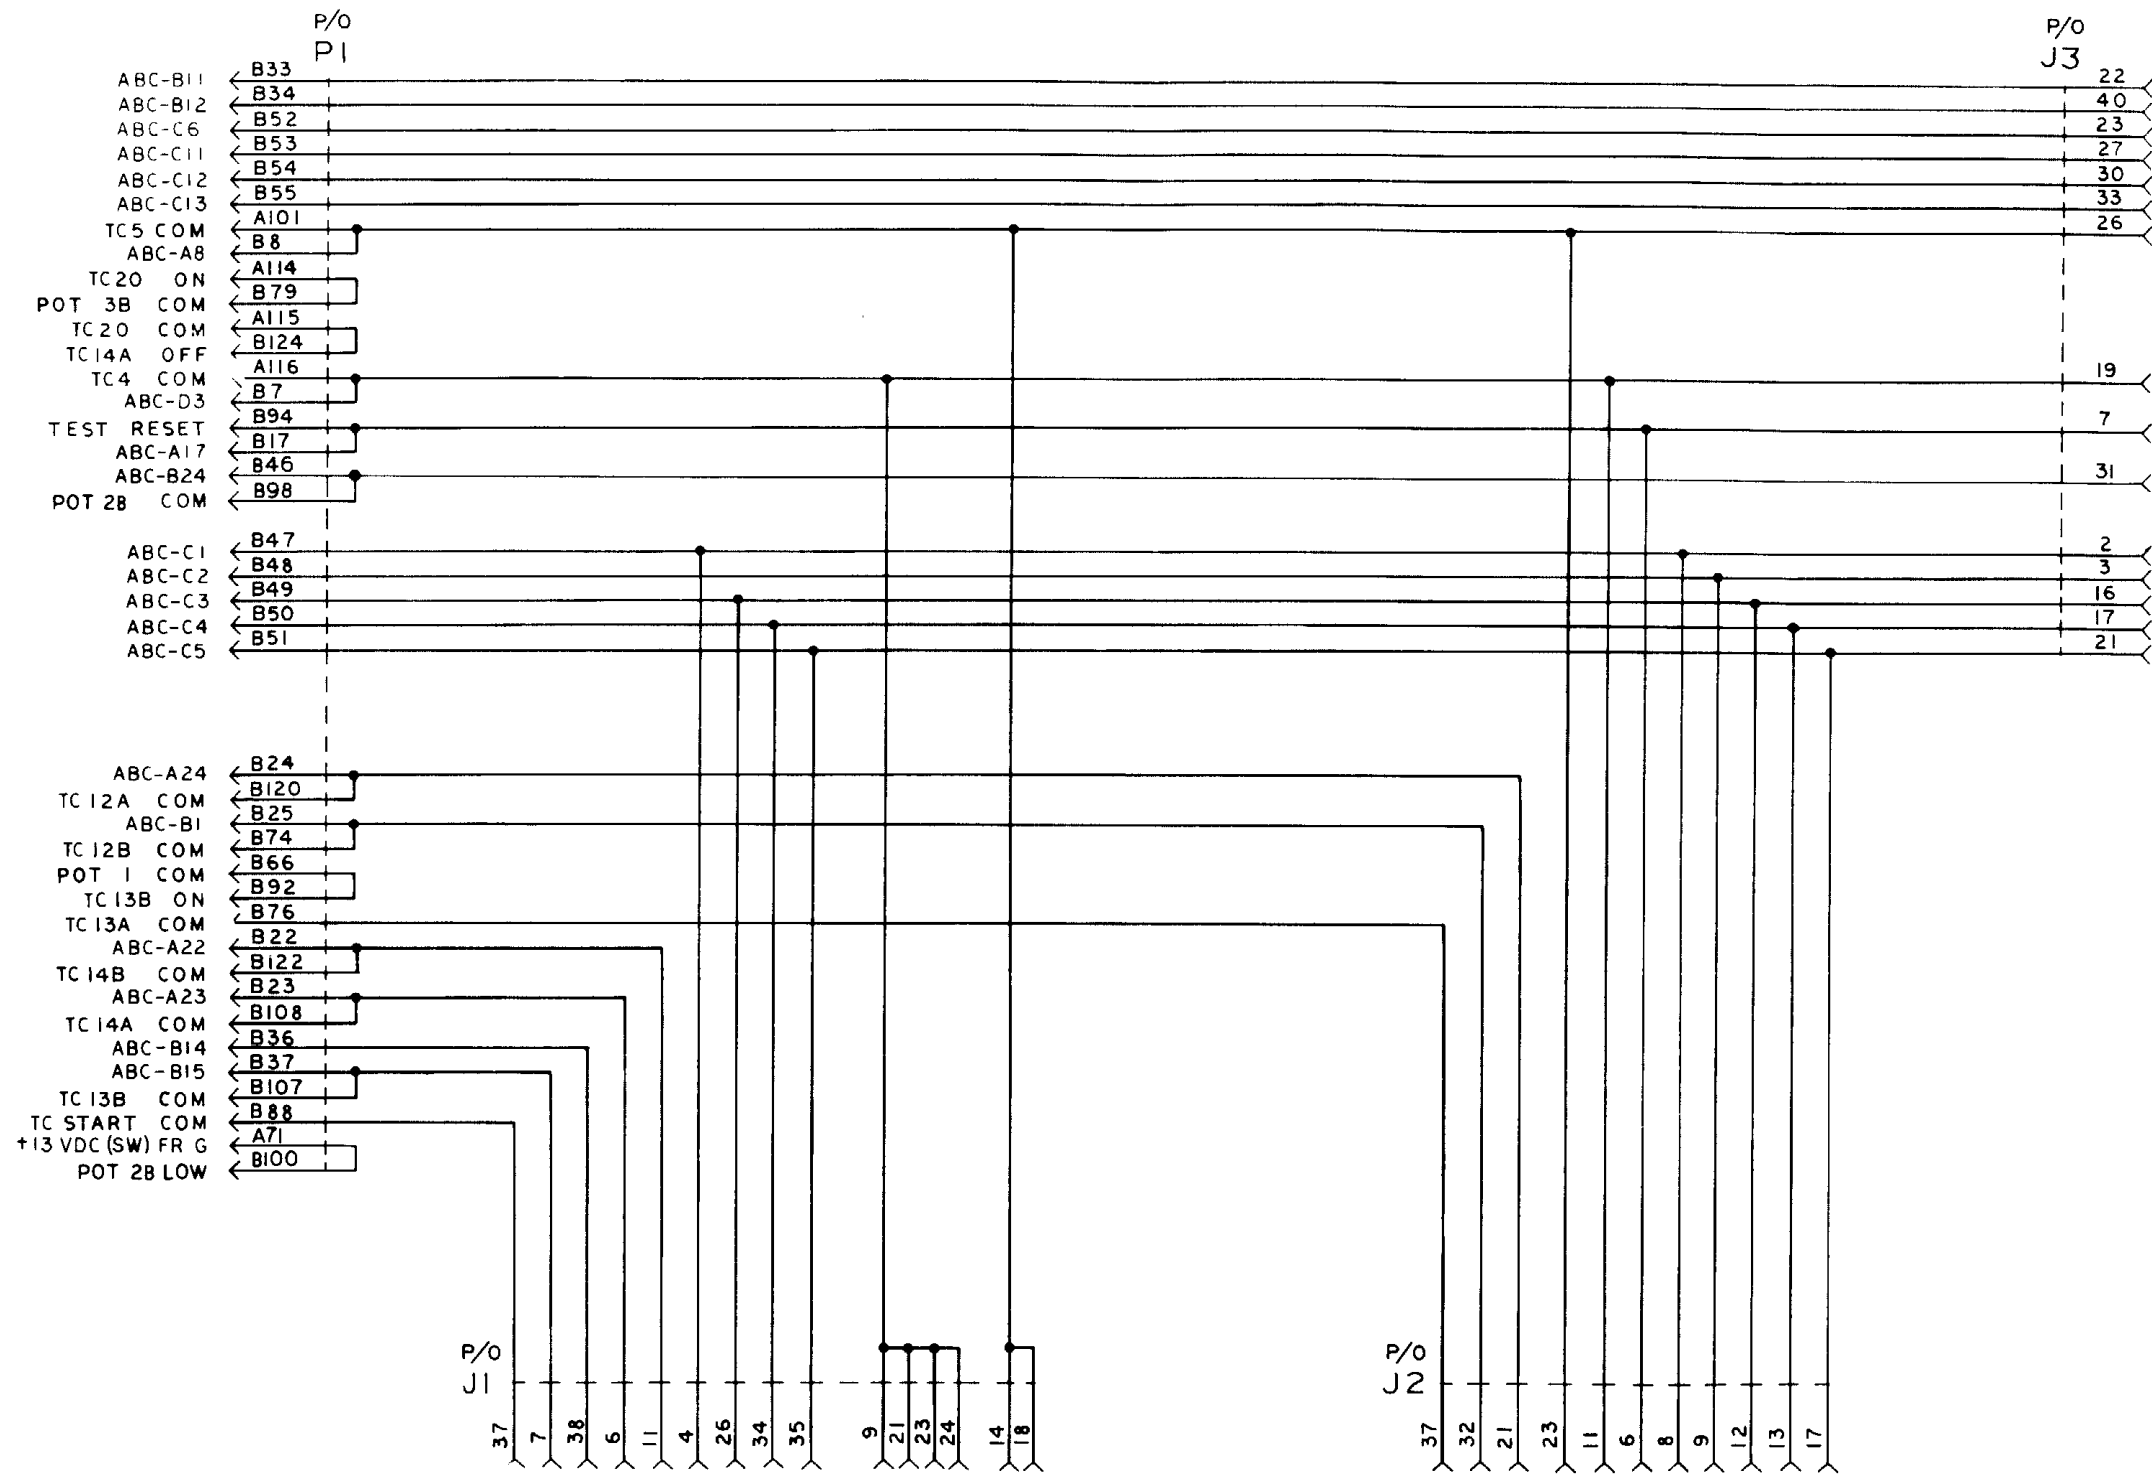 P/O
P1
P/O
J3
ABC-B11 B33 22
ABC-B12 B34 40
ABC-C6 B52 23
ABC-C11 B53 27
ABC-C12 B54 30
ABC-C13 B55 33
TC5 COM A101 26
ABC-A8 B8
TC20 ON A114
POT 3B COM B79
TC20 COM A115
TC14A OFF B124
TC4 COM A116 19
ABC-D3 B7
TEST RESET B94 7
ABC-A17 B17
ABC-B24 B46 31
POT 2B COM B98
ABC-C1 B47 2
ABC-C2 B48 3
ABC-C3 B49 16
ABC-C4 B50 17
ABC-C5 B51 21
ABC-A24 B24
TC12A COM B120
ABC-B1 B25
TC12B COM B74
POT 1 COM B66
TC13B ON B92
TC13A COM B76
ABC-A22 B22
TC14B COM B122
ABC-A23 B23
TC14A COM B108
ABC-B14 B36
ABC-B15 B37
TC13B COM B107
TC START COM B88
+13 VDC (SW) FR G A71
POT 2B LOW B100
P/O
J1
37 7 38 6 11 4 26 34 35 9 21 23 24 14 18
P/O
J2
37 32 21 23 11 6 8 9 12 13 17